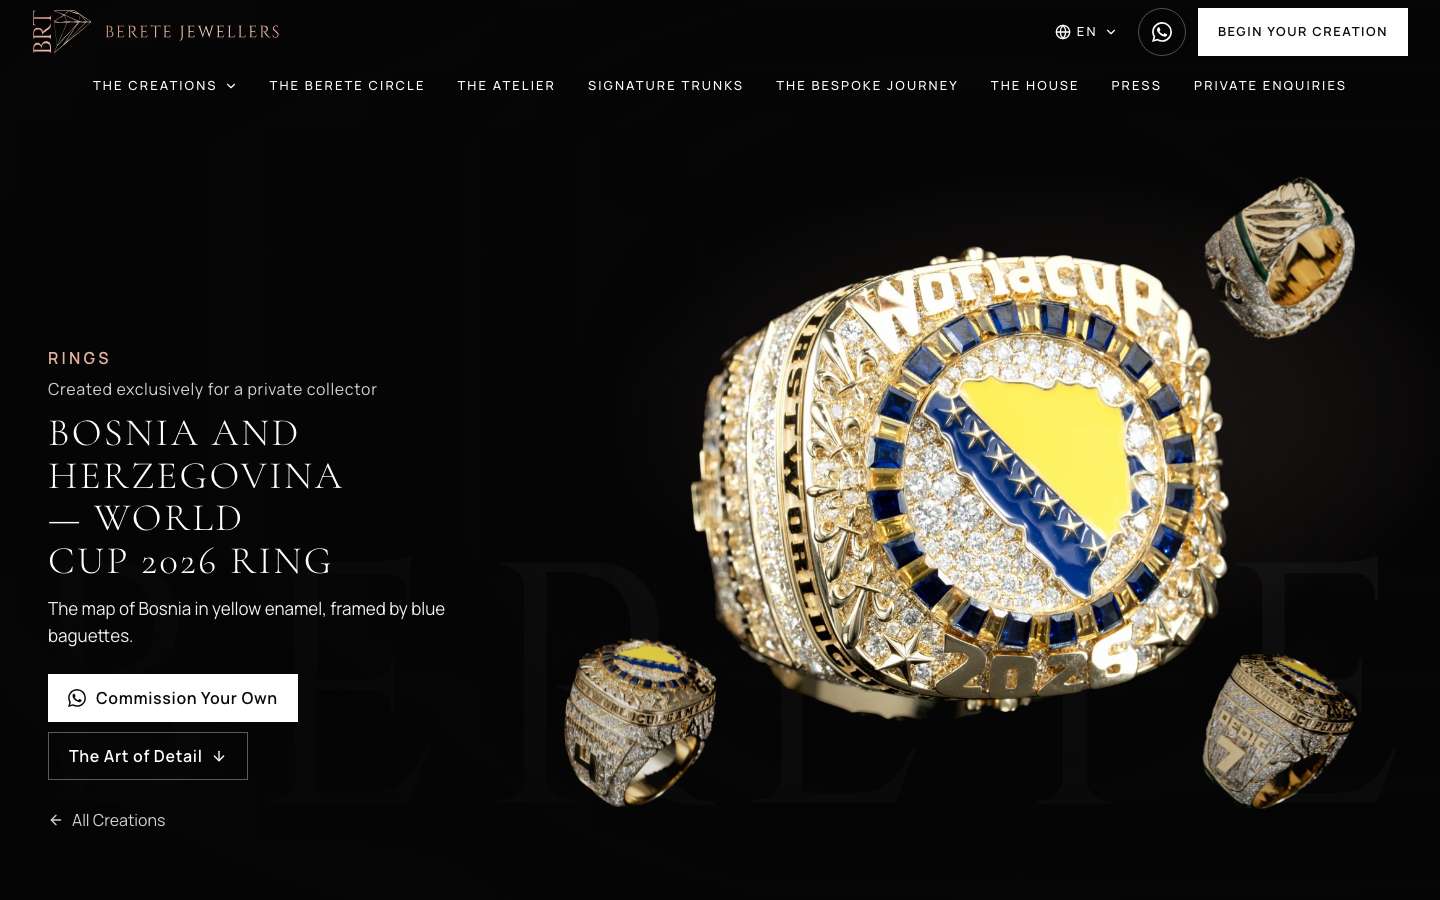 BRT
BERETE JEWELLERS
EN
BEGIN YOUR CREATION
THE CREATIONS
THE BERETE CIRCLE
THE ATELIER
SIGNATURE TRUNKS
THE BESPOKE JOURNEY
THE HOUSE
PRESS
PRIVATE ENQUIRIES
RINGS
Created exclusively for a private collector
BOSNIA AND
HERZEGOVINA
— WORLD
CUP 2026 RING
The map of Bosnia in yellow enamel, framed by blue
baguettes.
Commission Your Own
The Art of Detail
All Creations
WorldCup
2026
7